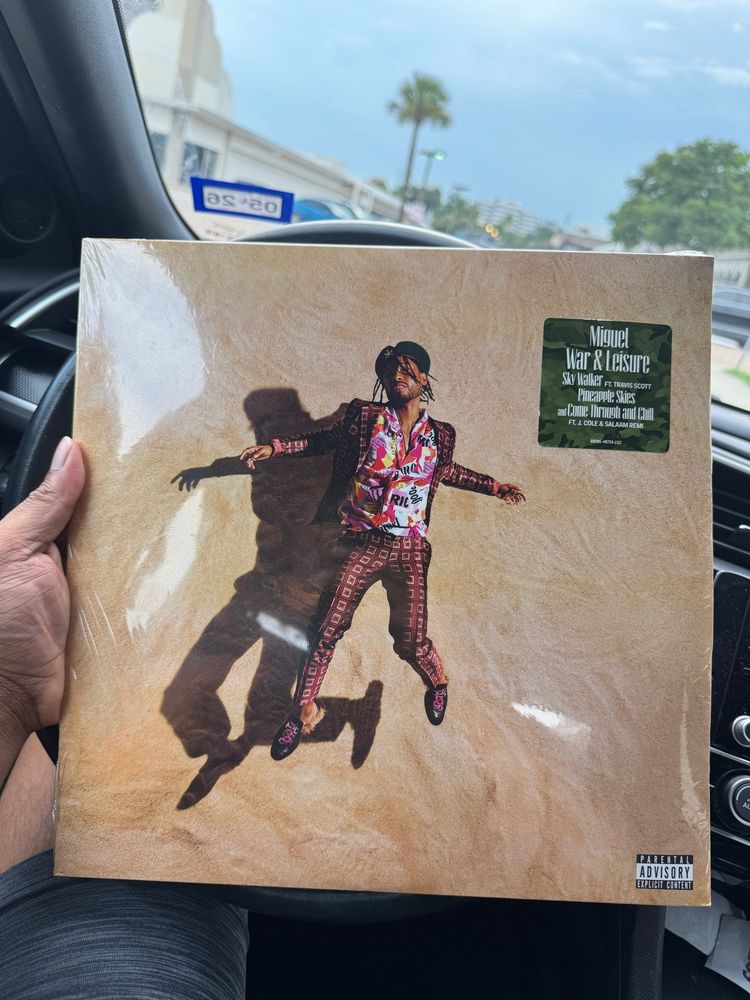 05 26
Miguel
War & Leisure
Sky Walker FT. TRAVIS SCOTT
Pineapple Skies
and Come Through and Chill
FT. J. COLE & SALAAM REMI
PARENTAL
ADVISORY
EXPLICIT CONTENT